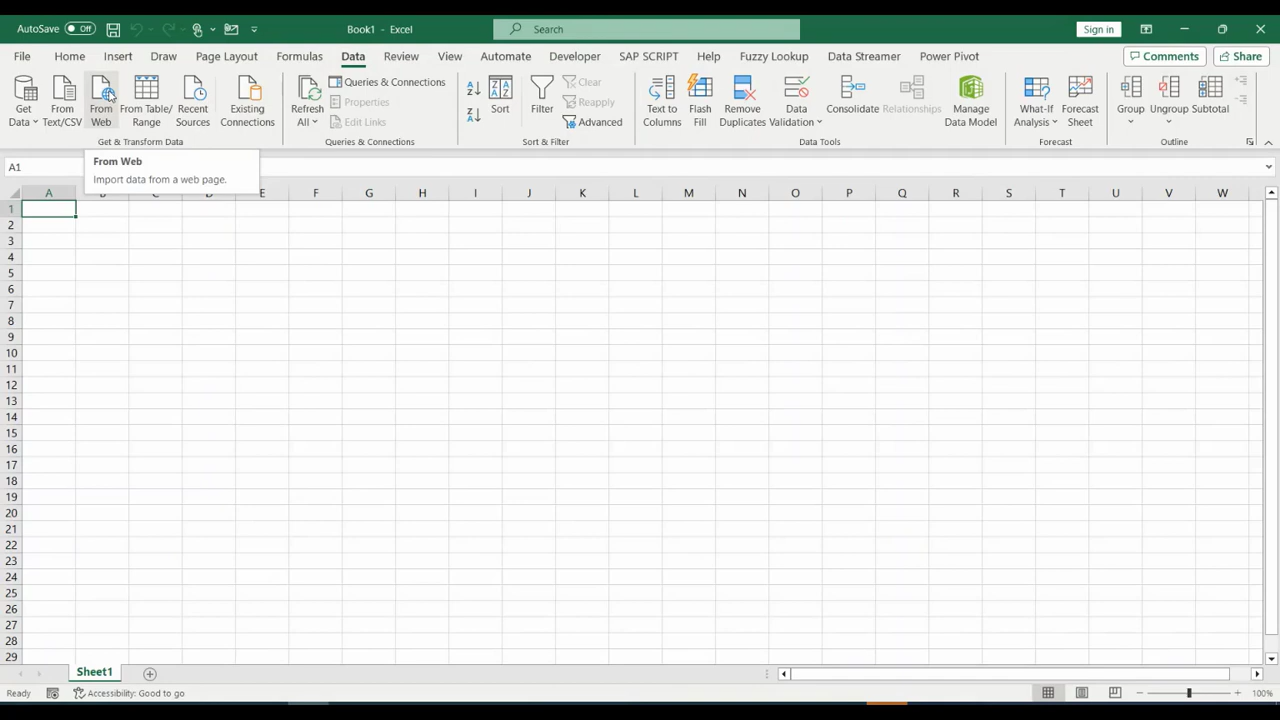 AutoSave Off Book1 - Excel Search Sign in
File Home Insert Draw Page Layout Formulas Data Review View Automate Developer SAP SCRIPT Help Fuzzy Lookup Data Streamer Power Pivot Comments Share
Get Data From Text/CSV From Web From Table/ Range Recent Sources Existing Connections
Get & Transform Data
Refresh All Queries & Connections
Properties
Edit Links
Queries & Connections
Sort Filter Clear
Reapply
Advanced
Sort & Filter
Text to Columns Flash Fill Remove Duplicates Data Validation Consolidate Relationships Manage Data Model
Data Tools
What-If Analysis Forecast Sheet
Forecast
Group Ungroup Subtotal
Outline
A1
From Web
Import data from a web page.
A B C D E F G H I J K L M N O P Q R S T U V W
1
2
3
4
5
6
7
8
9
10
11
12
13
14
15
16
17
18
19
20
21
22
23
24
25
26
27
28
29
Sheet1
Ready Accessibility: Good to go 100%